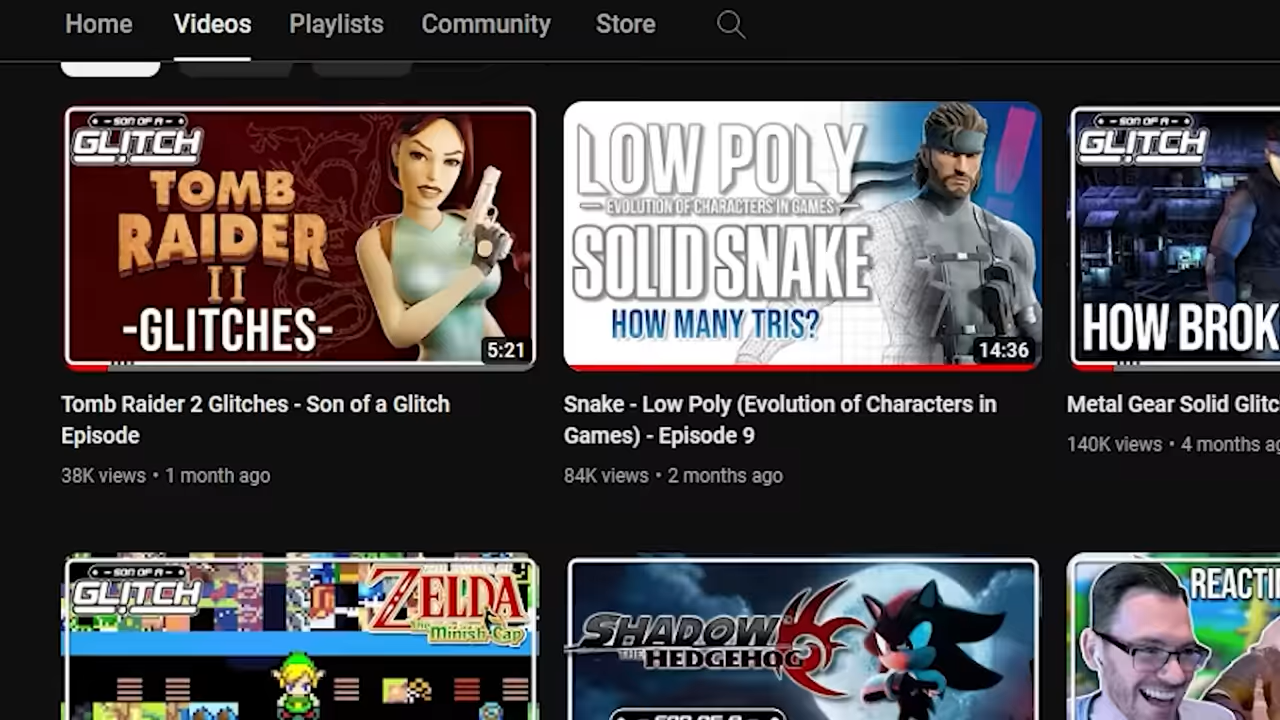 Home Videos Playlists Community Store
SON OF A
GLITCH
TOMB
RAIDER
II
-GLITCHES-
5:21
LOW POLY
EVOLUTION OF CHARACTERS IN GAMES
SOLID SNAKE
HOW MANY TRIS?
14:36
SON OF A
GLITCH
HOW BROK
Tomb Raider 2 Glitches - Son of a Glitch
Episode
38K views • 1 month ago
Snake - Low Poly (Evolution of Characters in
Games) - Episode 9
84K views • 2 months ago
Metal Gear Solid Glitc
140K views • 4 months ag
SON OF A
GLITCH
ZELDA
The Minish Cap
SHADOW
THE HEDGEHOG
SON OF A
REACTI